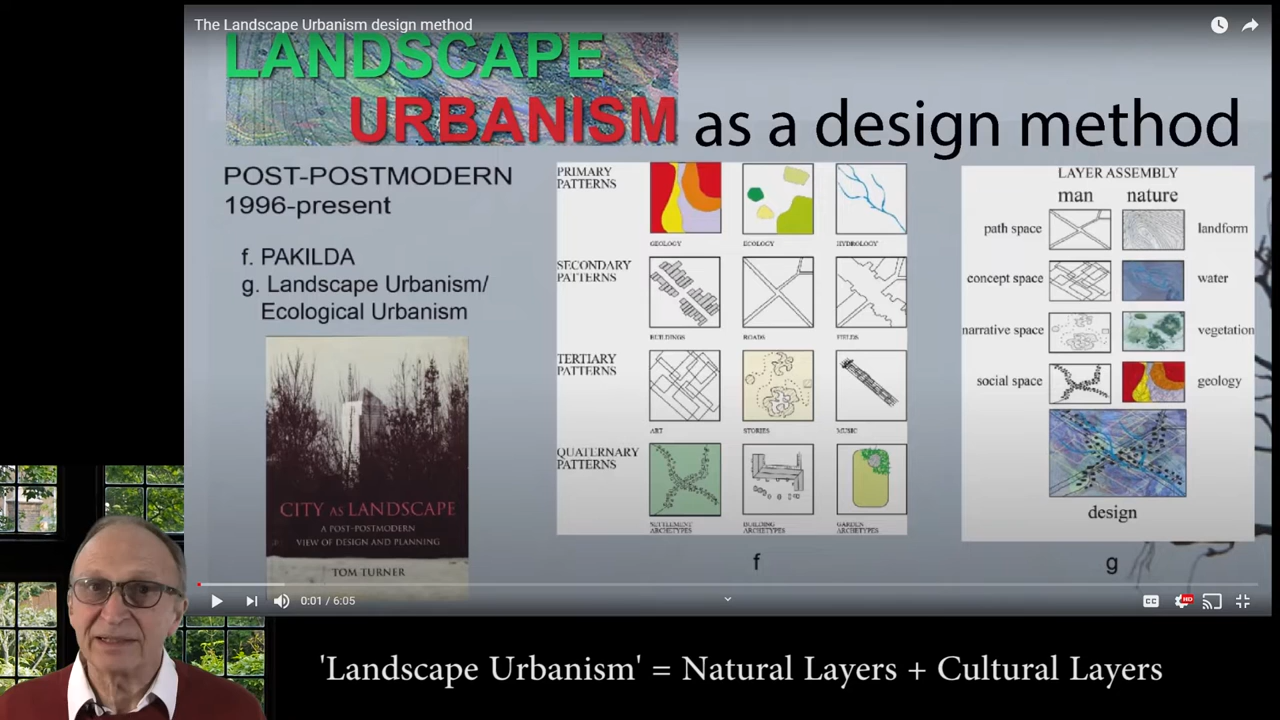 The Landscape Urbanism design method
LANDSCAPE
URBANISM as a design method
POST-POSTMODERN
1996-present
f. PAKILDA
g. Landscape Urbanism/
Ecological Urbanism
CITY AS LANDSCAPE
A POST-POSTMODERN
VIEW OF DESIGN AND PLANNING
TOM TURNER
PRIMARY
PATTERNS
GEOLOGY
ECOLOGY
HYDROLOGY
SECONDARY
PATTERNS
BUILDINGS
ROADS
FIELDS
TERTIARY
PATTERNS
ART
STORIES
MUSIC
QUATERNARY
PATTERNS
SETTLEMENT
ARCHETYPES
BUILDING
ARCHETYPES
GARDEN
ARCHETYPES
f
LAYER ASSEMBLY
man nature
path space landform
concept space water
narrative space vegetation
social space geology
design
g
0:01 / 6:05
CC
HD
'Landscape Urbanism' = Natural Layers + Cultural Layers